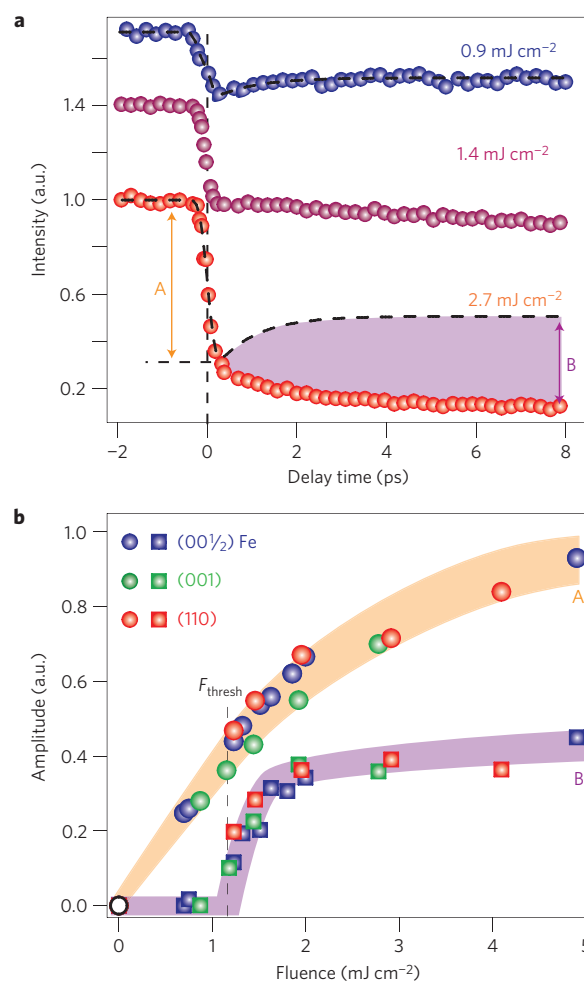 a
0.9 mJ cm⁻²
1.4 mJ cm⁻²
2.7 mJ cm⁻²
A
B
1.4
1.0
0.6
0.2
Intensity (a.u.)
−2 0 2 4 6 8
Delay time (ps)
b
(00½) Fe
(001)
(110)
Fthresh
A
B
1.0
0.8
0.6
0.4
0.2
0.0
Amplitude (a.u.)
0 1 2 3 4 5
Fluence (mJ cm⁻²)